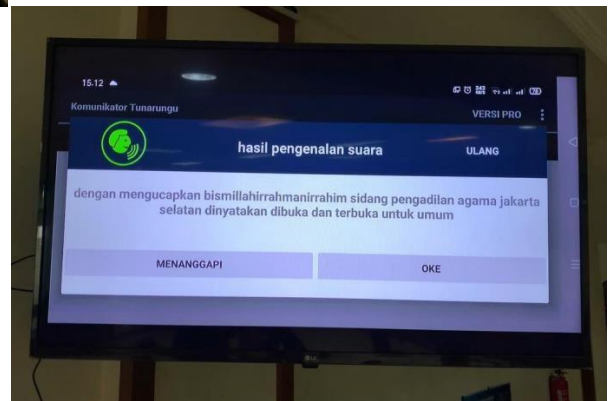 15.12
Komunikator Tunarungu
VERSI PRO
hasil pengenalan suara
ULANG
dengan mengucapkan bismillahirrahmanirrahim sidang pengadilan agama jakarta
selatan dinyatakan dibuka dan terbuka untuk umum
MENANGGAPI
OKE
LG